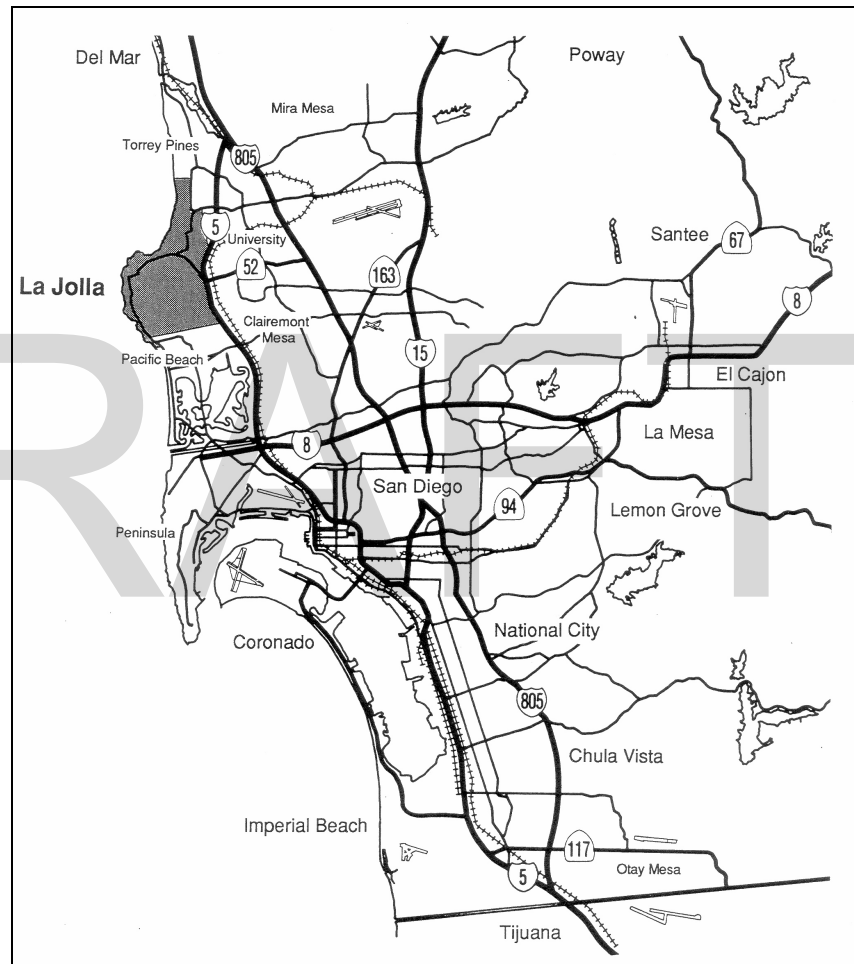 Del Mar
Poway
Mira Mesa
Torrey Pines
805
5
University
Santee
67
52
163
La Jolla
8
Clairemont
Mesa
15
Pacific Beach
El Cajon
RAFT
La Mesa
8
San Diego
94
Lemon Grove
Peninsula
National City
Coronado
805
Chula Vista
Imperial Beach
117
Otay Mesa
5
Tijuana